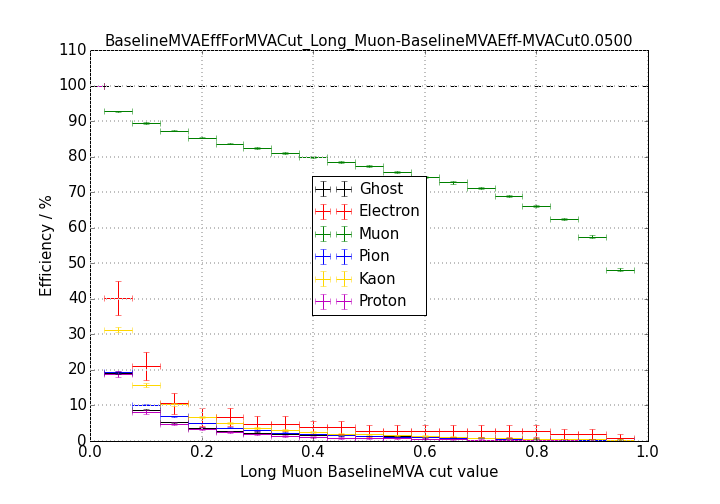 BaselineMVAEffForMVACut_Long_Muon-BaselineMVAEff-MVACut0.0500
110
100
90
80
70
60
50
40
30
20
10
0
Efficiency / %
Ghost
Electron
Muon
Pion
Kaon
Proton
0.0 0.2 0.4 0.6 0.8 1.0
Long Muon BaselineMVA cut value